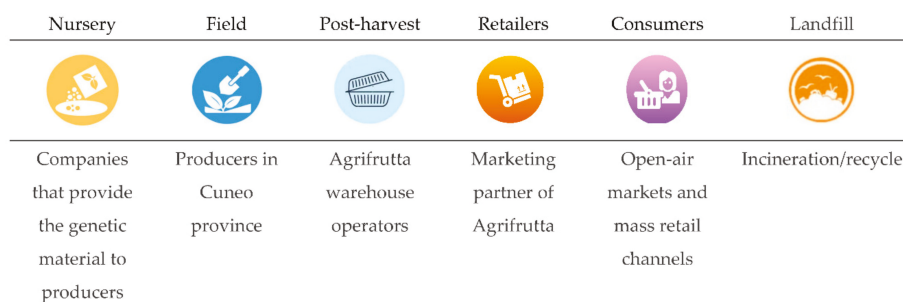 Nursery
Field
Post-harvest
Retailers
Consumers
Landfill
Companies
that provide
the genetic
material to
producers
Producers in
Cuneo
province
Agrifrutta
warehouse
operators
Marketing
partner of
Agrifrutta
Open-air
markets and
mass retail
channels
Incineration/recycle